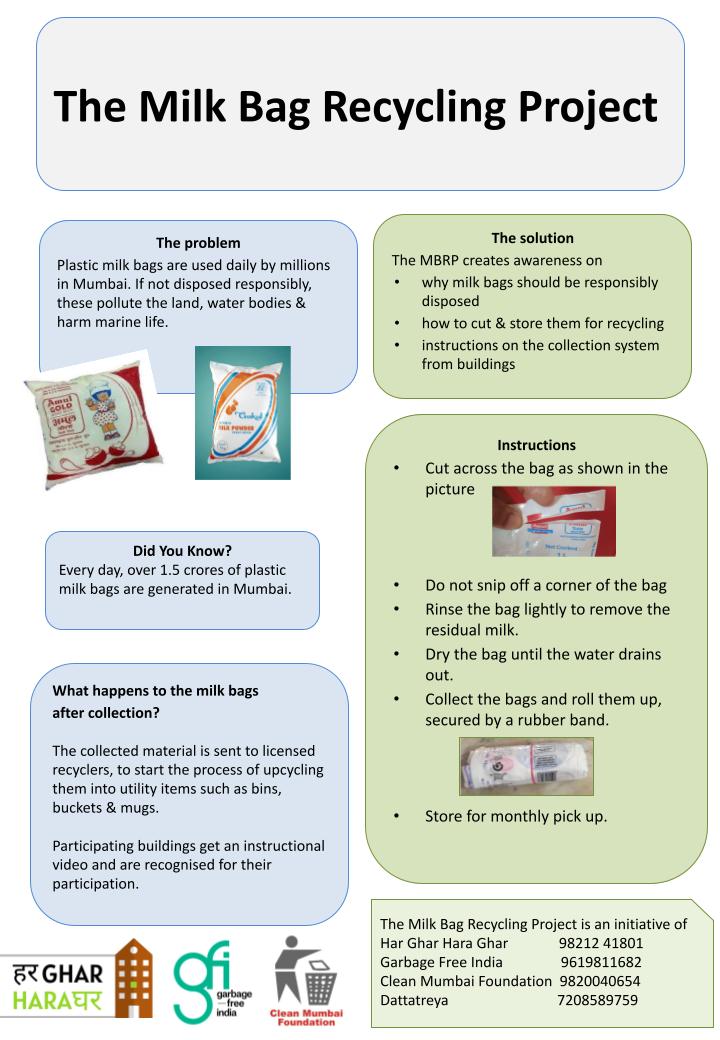 The Milk Bag Recycling Project
The problem
Plastic milk bags are used daily by millions
in Mumbai. If not disposed responsibly,
these pollute the land, water bodies &
harm marine life.
Amul
GOLD
अमूल
Gokul
MILK POWDER
Did You Know?
Every day, over 1.5 crores of plastic
milk bags are generated in Mumbai.
What happens to the milk bags
after collection?
The collected material is sent to licensed
recyclers, to start the process of upcycling
them into utility items such as bins,
buckets & mugs.
Participating buildings get an instructional
video and are recognised for their
participation.
The solution
The MBRP creates awareness on
• why milk bags should be responsibly
disposed
• how to cut & store them for recycling
• instructions on the collection system
from buildings
Instructions
• Cut across the bag as shown in the
picture
• Do not snip off a corner of the bag
• Rinse the bag lightly to remove the
residual milk.
• Dry the bag until the water drains
out.
• Collect the bags and roll them up,
secured by a rubber band.
• Store for monthly pick up.
The Milk Bag Recycling Project is an initiative of
Har Ghar Hara Ghar 98212 41801
Garbage Free India 9619811682
Clean Mumbai Foundation 9820040654
Dattatreya 7208589759
हर GHAR
HARA घर
gfi
garbage
free
india
Clean Mumbai
Foundation